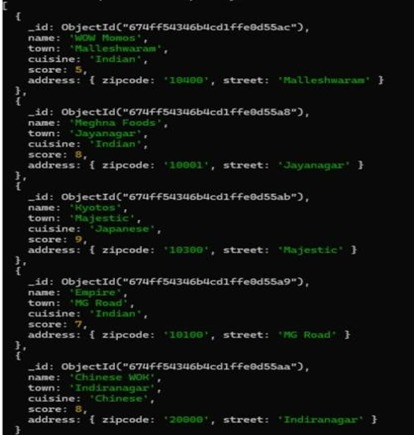 [
{
_id: ObjectId("674ff54346b4cd1ffe0d55ac"),
name: 'WOW Momos',
town: 'Malleshwaram',
cuisine: 'Indian',
score: 5,
address: { zipcode: '10400', street: 'Malleshwaram' }
},
{
_id: ObjectId("674ff54346b4cd1ffe0d55a8"),
name: 'Meghna Foods',
town: 'Jayanagar',
cuisine: 'Indian',
score: 8,
address: { zipcode: '10001', street: 'Jayanagar' }
},
{
_id: ObjectId("674ff54346b4cd1ffe0d55ab"),
name: 'Kyotos',
town: 'Majestic',
cuisine: 'Japanese',
score: 9,
address: { zipcode: '10300', street: 'Majestic' }
},
{
_id: ObjectId("674ff54346b4cd1ffe0d55a9"),
name: 'Empire',
town: 'MG Road',
cuisine: 'Indian',
score: 7,
address: { zipcode: '10100', street: 'MG Road' }
},
{
_id: ObjectId("674ff54346b4cd1ffe0d55aa"),
name: 'Chinese WOK',
town: 'Indiranagar',
cuisine: 'Chinese',
score: 8,
address: { zipcode: '20000', street: 'Indiranagar' }
}